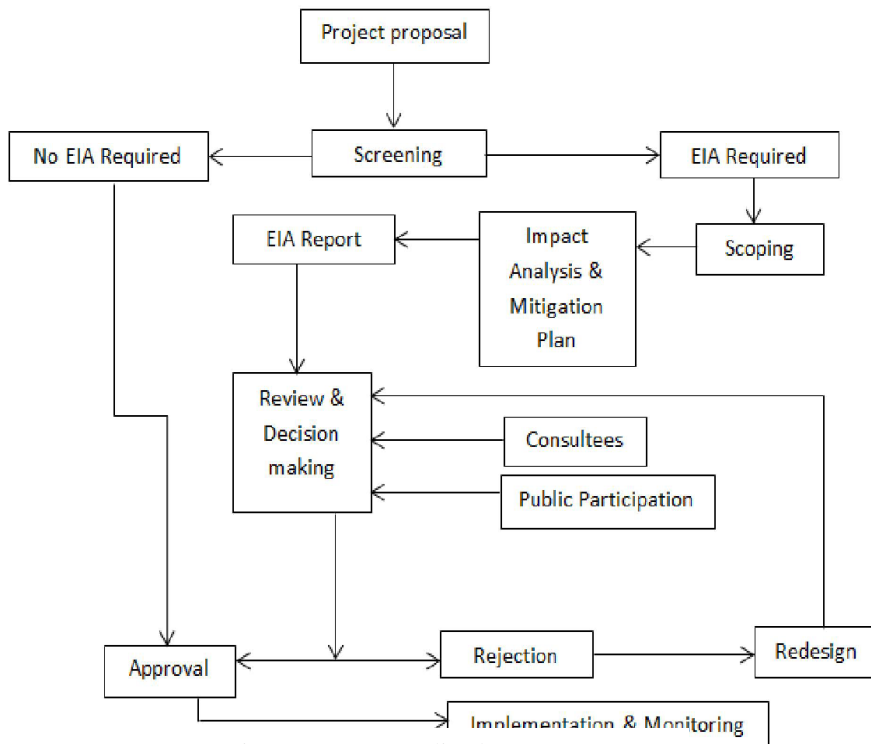 Project proposal
No EIA Required
Screening
EIA Required
EIA Report
Impact
Analysis &
Mitigation
Plan
Scoping
Review &
Decision
making
Consultees
Public Participation
Approval
Rejection
Redesign
Implementation & Monitoring